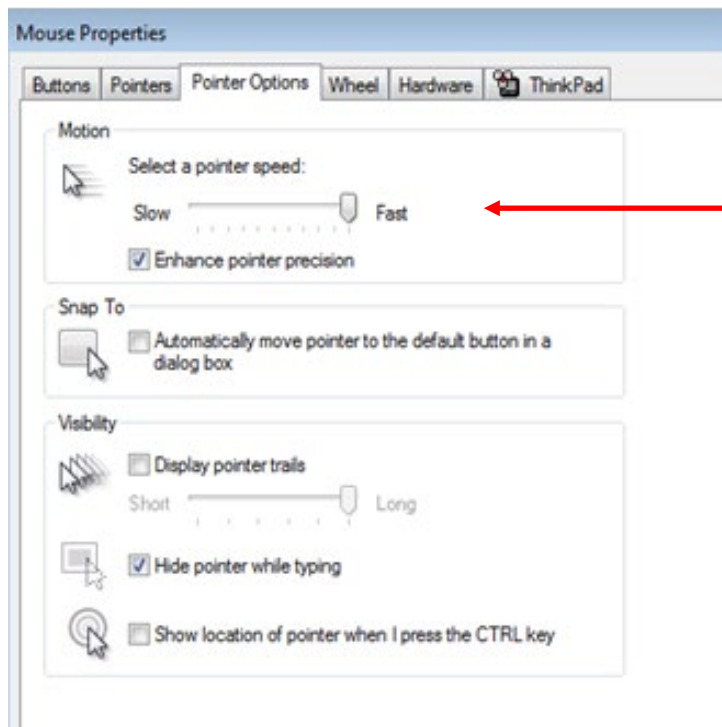 Mouse Properties
Buttons Pointers Pointer Options Wheel Hardware ThinkPad
Motion
Select a pointer speed:
Slow Fast
Enhance pointer precision
Snap To
Automatically move pointer to the default button in a
dialog box
Visibility
Display pointer trails
Short Long
Hide pointer while typing
Show location of pointer when I press the CTRL key